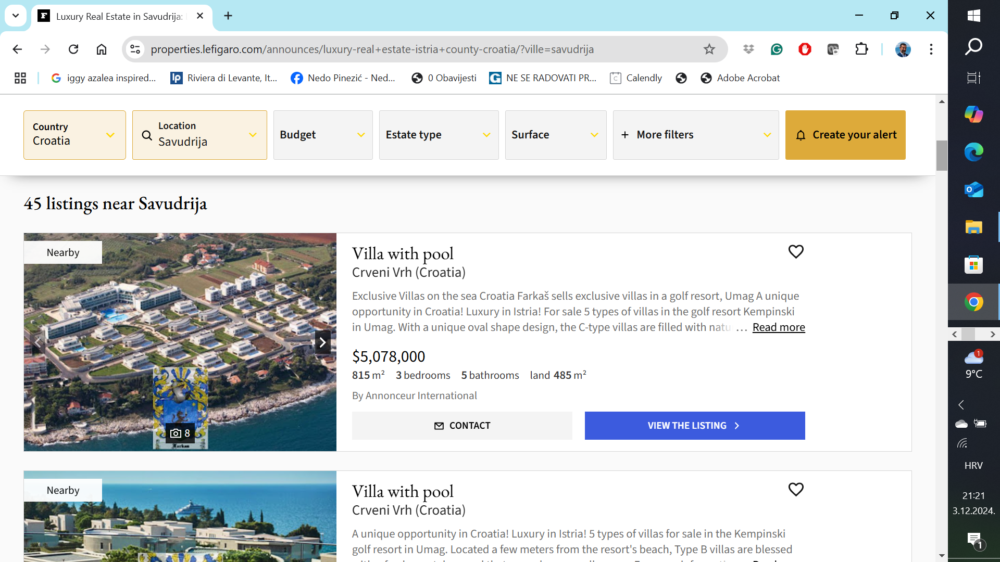 Luxury Real Estate in Savudrija:
properties.lefigaro.com/announces/luxury-real+estate-istria+county-croatia/?ville=savudrija
iggy azalea inspired...
Riviera di Levante, It...
Nedo Pinezić - Ned...
0 Obavijesti
NE SE RADOVATI PR...
Calendly
Adobe Acrobat
Country
Croatia
Location
Savudrija
Budget
Estate type
Surface
+ More filters
Create your alert
45 listings near Savudrija
Nearby
Villa with pool
Crveni Vrh (Croatia)
Exclusive Villas on the sea Croatia Farkaš sells exclusive villas in a golf resort, Umag A unique
opportunity in Croatia! Luxury in Istria! For sale 5 types of villas in the golf resort Kempinski
in Umag. With a unique oval shape design, the C-type villas are filled with natu ... Read more
$5,078,000
815 m² 3 bedrooms 5 bathrooms land 485 m²
By Annonceur International
CONTACT
VIEW THE LISTING
8
Farkas
Nearby
Villa with pool
Crveni Vrh (Croatia)
A unique opportunity in Croatia! Luxury in Istria! 5 types of villas for sale in the Kempinski
golf resort in Umag. Located a few meters from the resort's beach, Type B villas are blessed
1
9°C
HRV
21:21
3.12.2024.
1